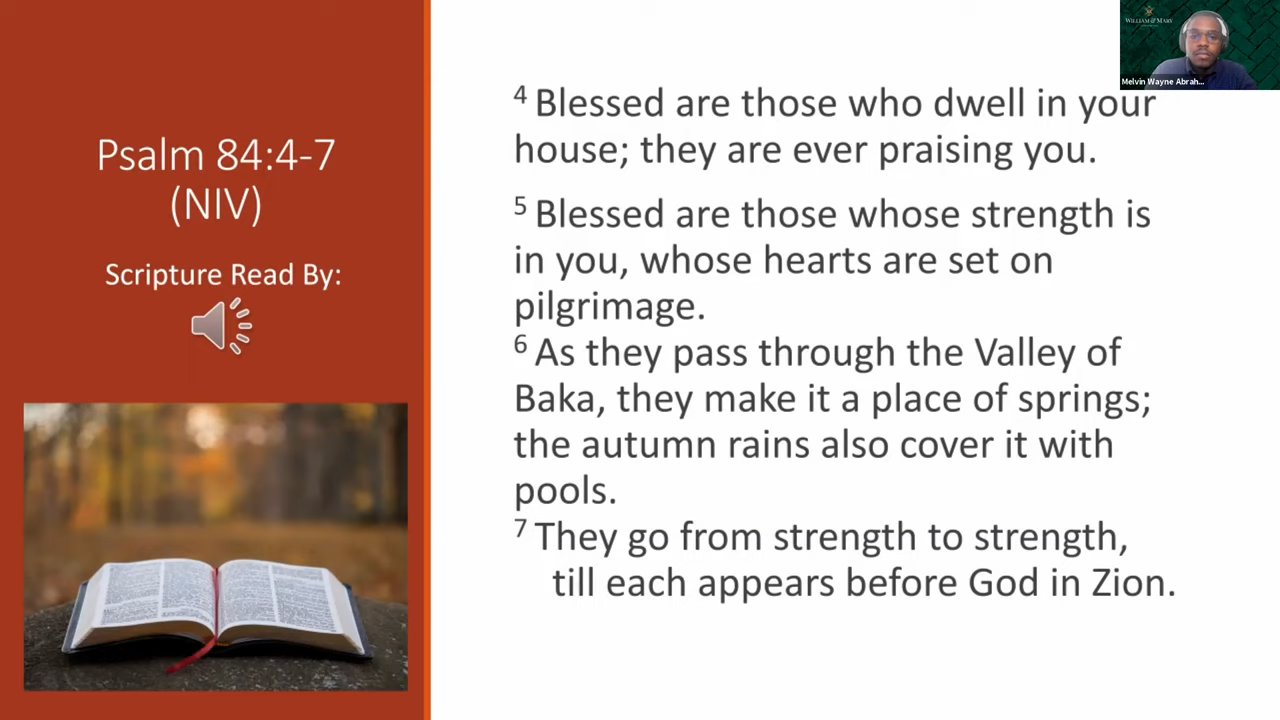 Psalm 84:4-7
(NIV)
Scripture Read By:
4 Blessed are those who dwell in your
house; they are ever praising you.
5 Blessed are those whose strength is
in you, whose hearts are set on
pilgrimage.
6 As they pass through the Valley of
Baka, they make it a place of springs;
the autumn rains also cover it with
pools.
7 They go from strength to strength,
till each appears before God in Zion.
WILLIAM & MARY
Melvin Wayne Abrah...